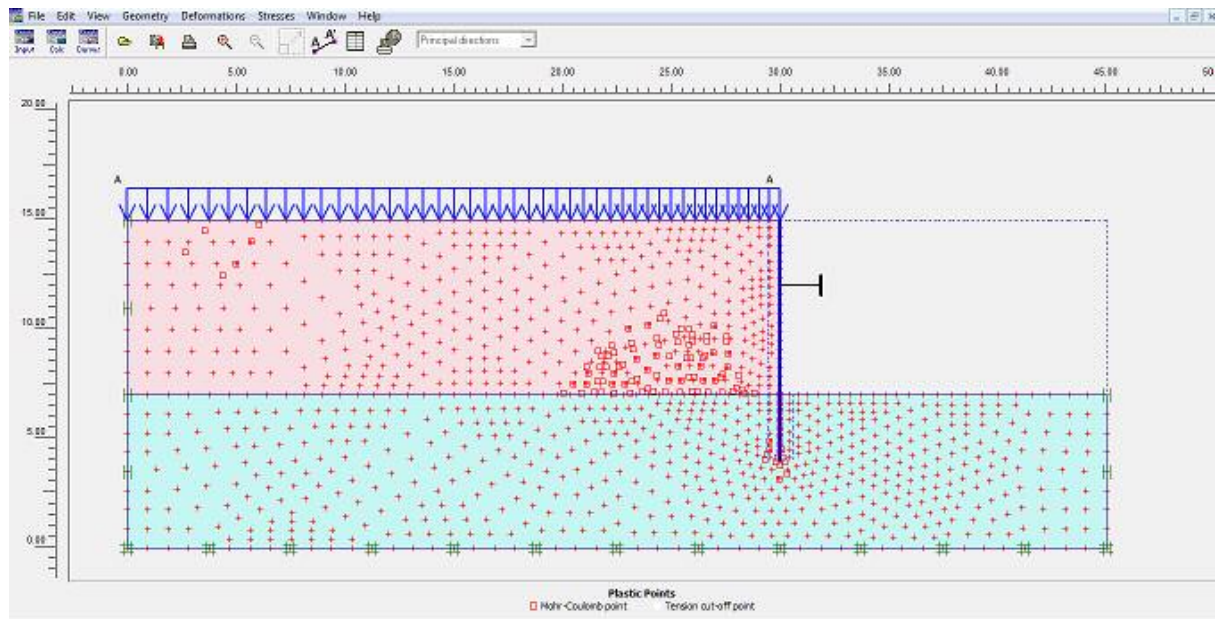 File Edit View Geometry Deformations Stresses Window Help
Input Calc Curves Principal directions
0.00 5.00 10.00 15.00 20.00 25.00 30.00 35.00 40.00 45.00
20.00
A A
15.00
10.00
5.00
0.00
Plastic Points
Mohr-Coulomb point Tension cut-off point